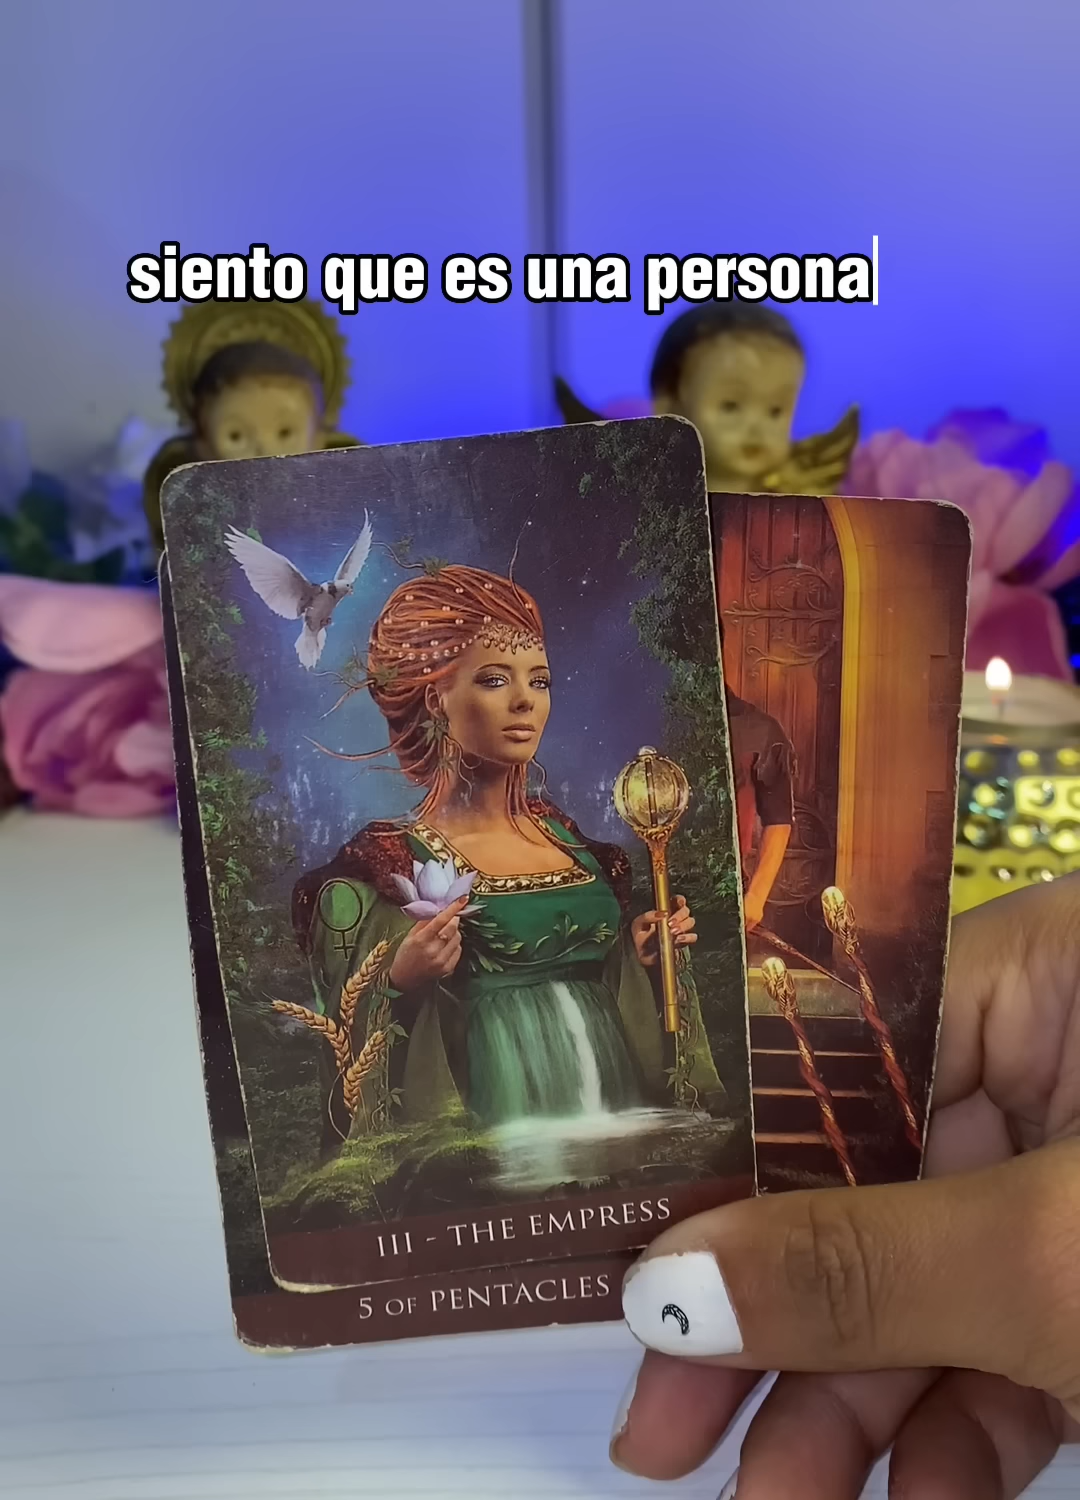 siento que es una persona
III - THE EMPRESS
5 OF PENTACLES